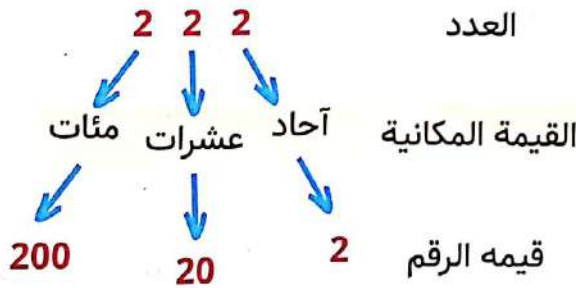 العدد 2 2 2
القيمة المكانية آحاد عشرات مئات
قيمه الرقم 2 20 200